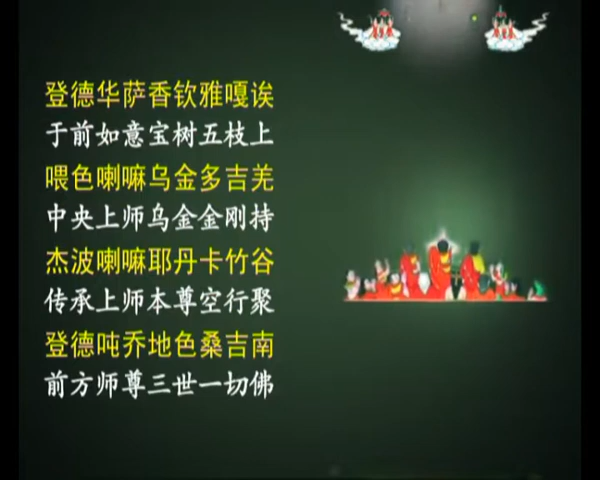 登德华萨香钦雅嘎诶
于前如意宝树五枝上
喂色喇嘛乌金多吉羌
中央上师乌金金刚持
杰波喇嘛耶丹卡竹谷
传承上师本尊空行聚
登德吨乔地色桑吉南
前方师尊三世一切佛